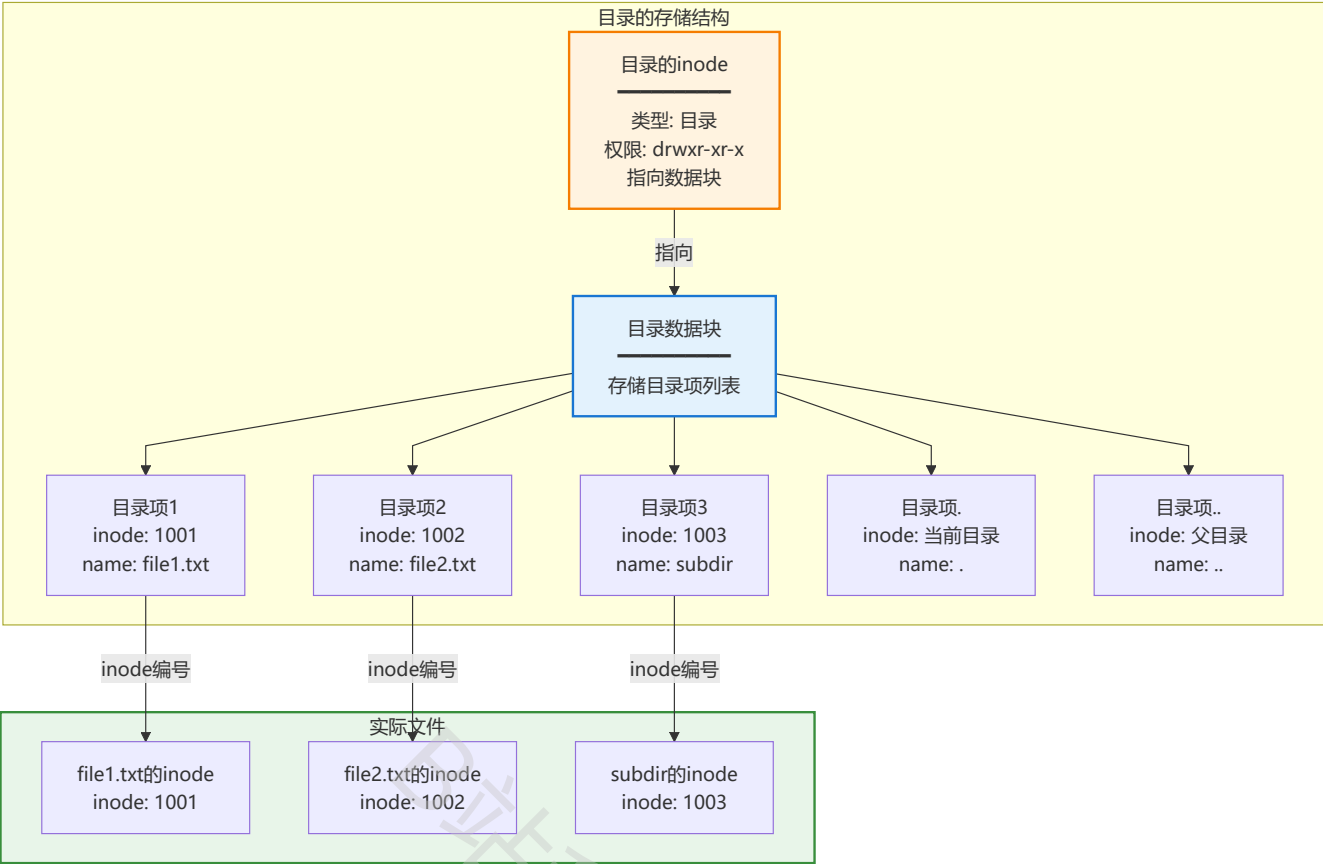 目录的存储结构
目录的inode
类型: 目录
权限: drwxr-xr-x
指向数据块
指向
目录数据块
存储目录项列表
目录项1
inode: 1001
name: file1.txt
目录项2
inode: 1002
name: file2.txt
目录项3
inode: 1003
name: subdir
目录项.
inode: 当前目录
name: .
目录项..
inode: 父目录
name: ..
inode编号
inode编号
inode编号
实际文件
file1.txt的inode
inode: 1001
file2.txt的inode
inode: 1002
subdir的inode
inode: 1003
B站